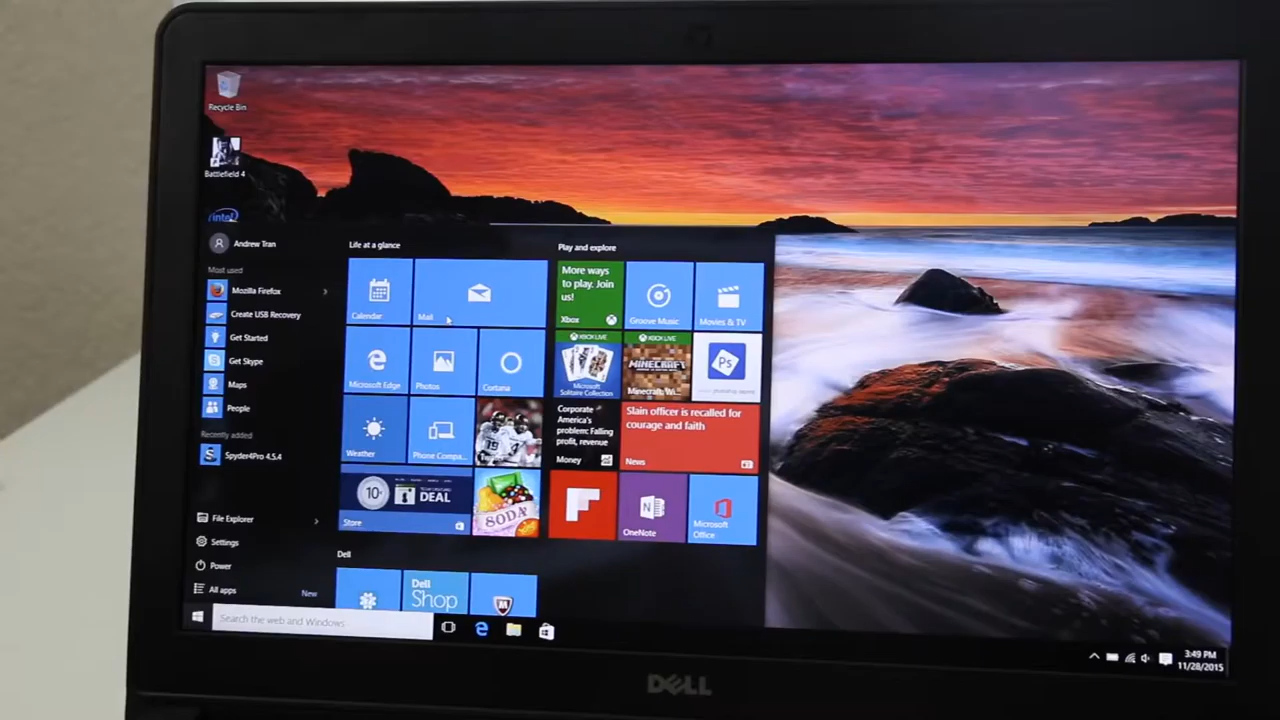 Recycle Bin
Battlefield 4
intel
Andrew Tran
Most used
Mozilla Firefox
Create USB Recovery
Get Started
Get Skype
Maps
People
Recently added
Spyder4Pro 4.5.4
File Explorer
Settings
Power
All apps
New
Search the web and Windows
Life at a glance
Calendar
Mail
Microsoft Edge
Photos
Cortana
Weather
Phone Compa...
10
DEAL
Store
SODA
Play and explore
More ways
to play. Join
us!
Xbox
Groove Music
Movies & TV
XBOX LIVE
Microsoft
Solitaire Collection
XBOX LIVE
MINECRAFT
Minecraft: Wi...
Ps
Corporate
America's
problem: Falling
profit, revenue
Money
Slain officer is recalled for
courage and faith
News
OneNote
Microsoft
Office
Dell
Dell
Shop
3:49 PM
11/28/2015
DELL